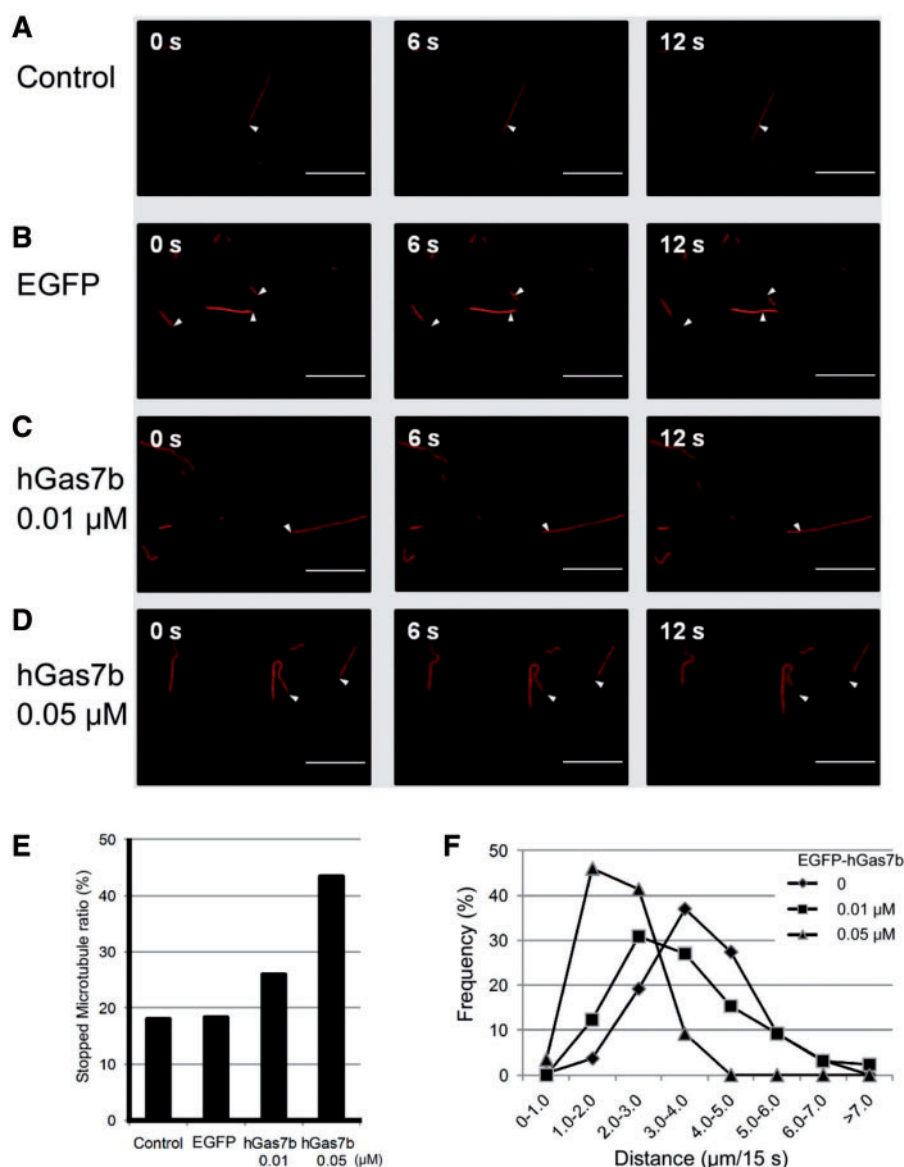 A
Control
0 s
6 s
12 s
B
EGFP
0 s
6 s
12 s
C
hGas7b
0.01 μM
0 s
6 s
12 s
D
hGas7b
0.05 μM
0 s
6 s
12 s
E
Stopped Microtubule ratio (%)
50
40
30
20
10
0
Control
EGFP
hGas7b
0.01
hGas7b
0.05
(μM)
F
Frequency (%)
50
40
30
20
10
0
EGFP-hGas7b
0
0.01 μM
0.05 μM
0-1.0
1.0-2.0
2.0-3.0
3.0-4.0
4.0-5.0
5.0-6.0
6.0-7.0
>7.0
Distance (μm/15 s)